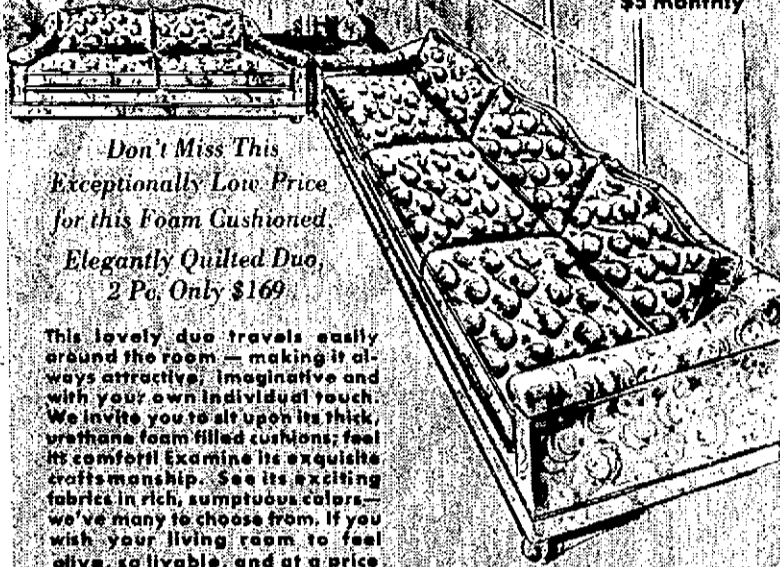 $5 monthly
Don't Miss This
Exceptionally Low Price
for this Foam Cushioned,
Elegantly Quilted Duo,
2 Pc. Only $169
This lovely duo travels easily
around the room — making it al-
ways attractive, imaginative and
with your own individual touch.
We invite you to sit upon its thick,
urethane foam filled cushions; feel
its comfort! Examine its exquisite
craftsmanship. See its exciting
fabrics in rich, sumptuous colors—
we've many to choose from. If you
wish your living room to feel
alive, so livable, and at a price